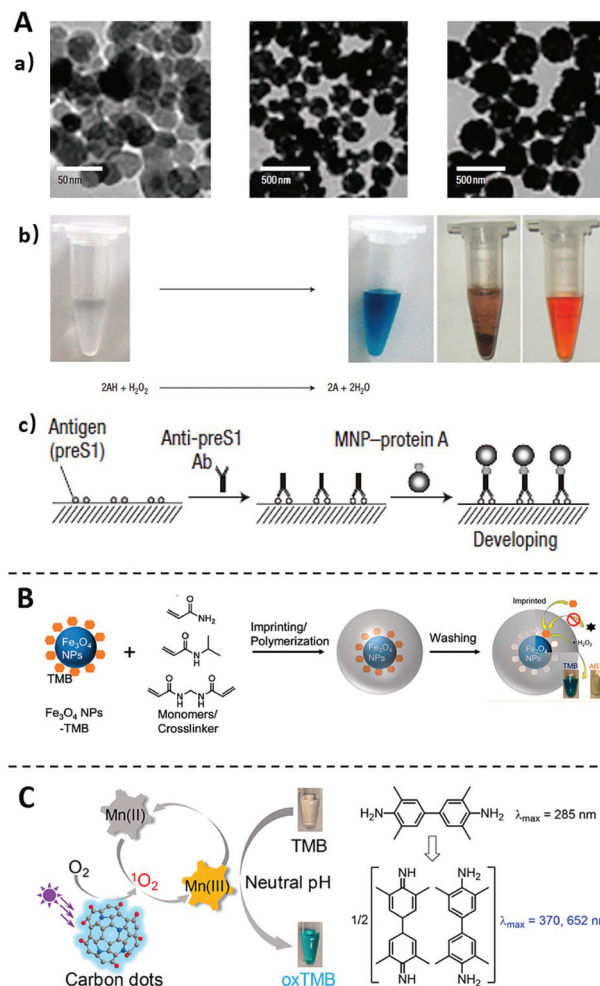 A
a)
50 nm
500 nm
500 nm
b)
2AH + H₂O₂
2A + 2H₂O
c)
Antigen
(preS1)
Anti-preS1
Ab
MNP–protein A
Developing
B
Fe₃O₄
NPs
TMB
Fe₃O₄ NPs
-TMB
+
O
NH₂
O
N
H
O
O
N
H
N
H
Monomers/
Crosslinker
Imprinting/
Polymerization
Fe₃O₄
NPs
Washing
Imprinted
Fe₃O₄
NPs
+ H₂O₂
TMB
ABT
C
Mn(II)
O₂
¹O₂
Mn(III)
Carbon dots
TMB
Neutral pH
oxTMB
H₂N
NH₂
λmax = 285 nm
1/2
NH
NH₂
NH
NH₂
λmax = 370, 652 nm